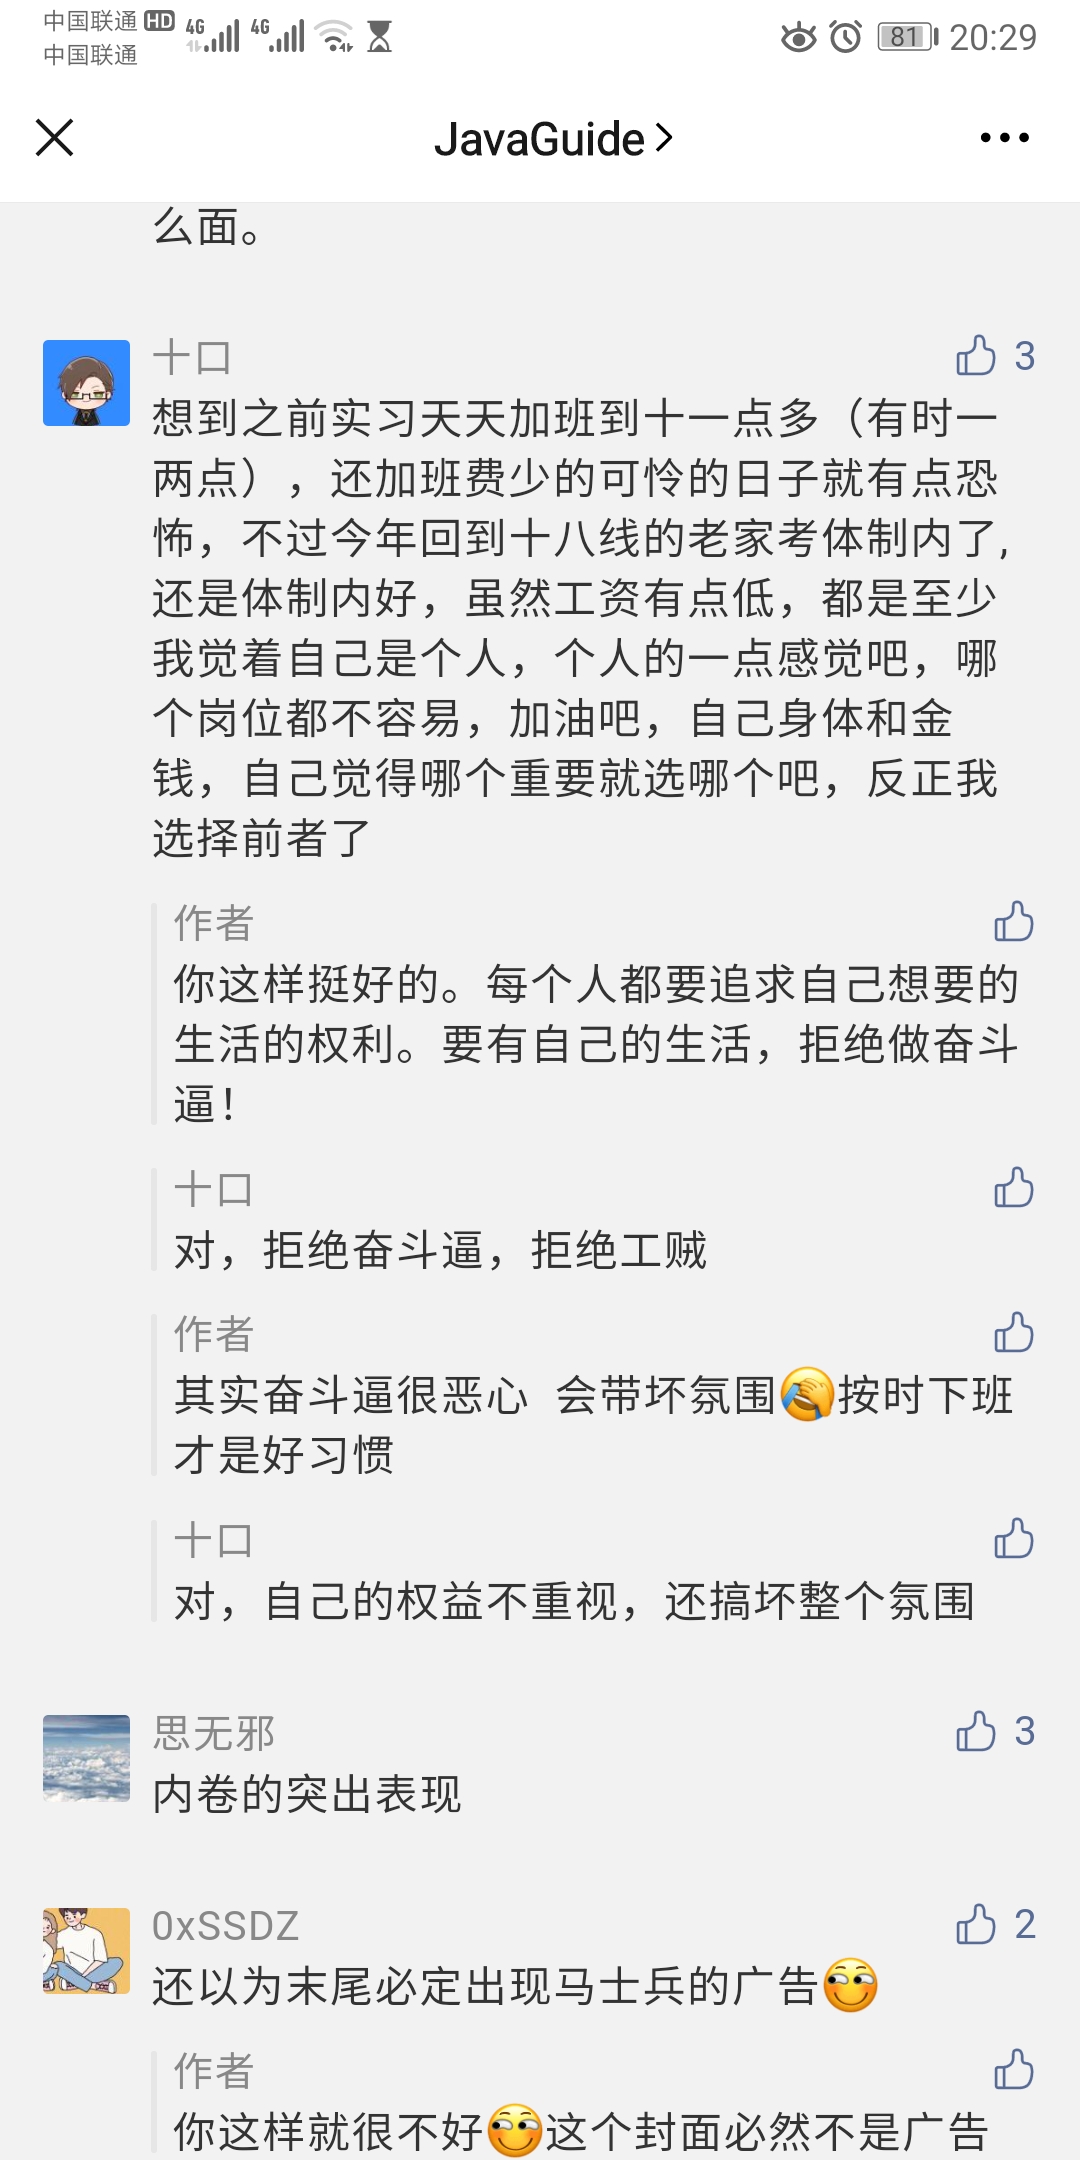 中国联通 HD 4G 4G 81 20:29
中国联通
JavaGuide
么面。
十口 3
想到之前实习天天加班到十一点多（有时一
两点），还加班费少的可怜的日子就有点恐
怖，不过今年回到十八线的老家考体制内了,
还是体制内好，虽然工资有点低，都是至少
我觉着自己是个人，个人的一点感觉吧，哪
个岗位都不容易，加油吧，自己身体和金
钱，自己觉得哪个重要就选哪个吧，反正我
选择前者了
作者
你这样挺好的。每个人都要追求自己想要的
生活的权利。要有自己的生活，拒绝做奋斗
逼！
十口
对，拒绝奋斗逼，拒绝工贼
作者
其实奋斗逼很恶心 会带坏氛围🤦按时下班
才是好习惯
十口
对，自己的权益不重视，还搞坏整个氛围
思无邪 3
内卷的突出表现
0xSSDZ 2
还以为末尾必定出现马士兵的广告
作者
你这样就很不好这个封面必然不是广告